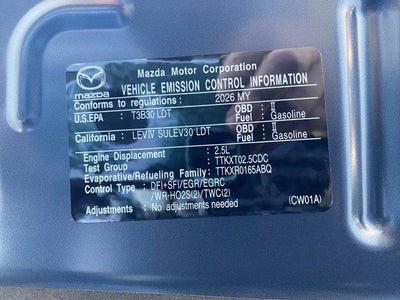 mazda
Mazda Motor Corporation
VEHICLE EMISSION CONTROL INFORMATION
Conforms to regulations : 2026 MY
U.S.EPA : T3B30 LDT OBD : II
Fuel : Gasoline
California : LEVIV SULEV30 LDT OBD : II
Fuel : Gasoline
Engine Displacement : 2.5L
Test Group : TTKXT02.5CDC
Evaporative/Refueling Family : TTKXR0165ABQ
Control Type : DFI+SFI/EGR/EGRC
/WR-HO2S(2)/TWC(2)
Adjustments needed : NO
(CW01A)